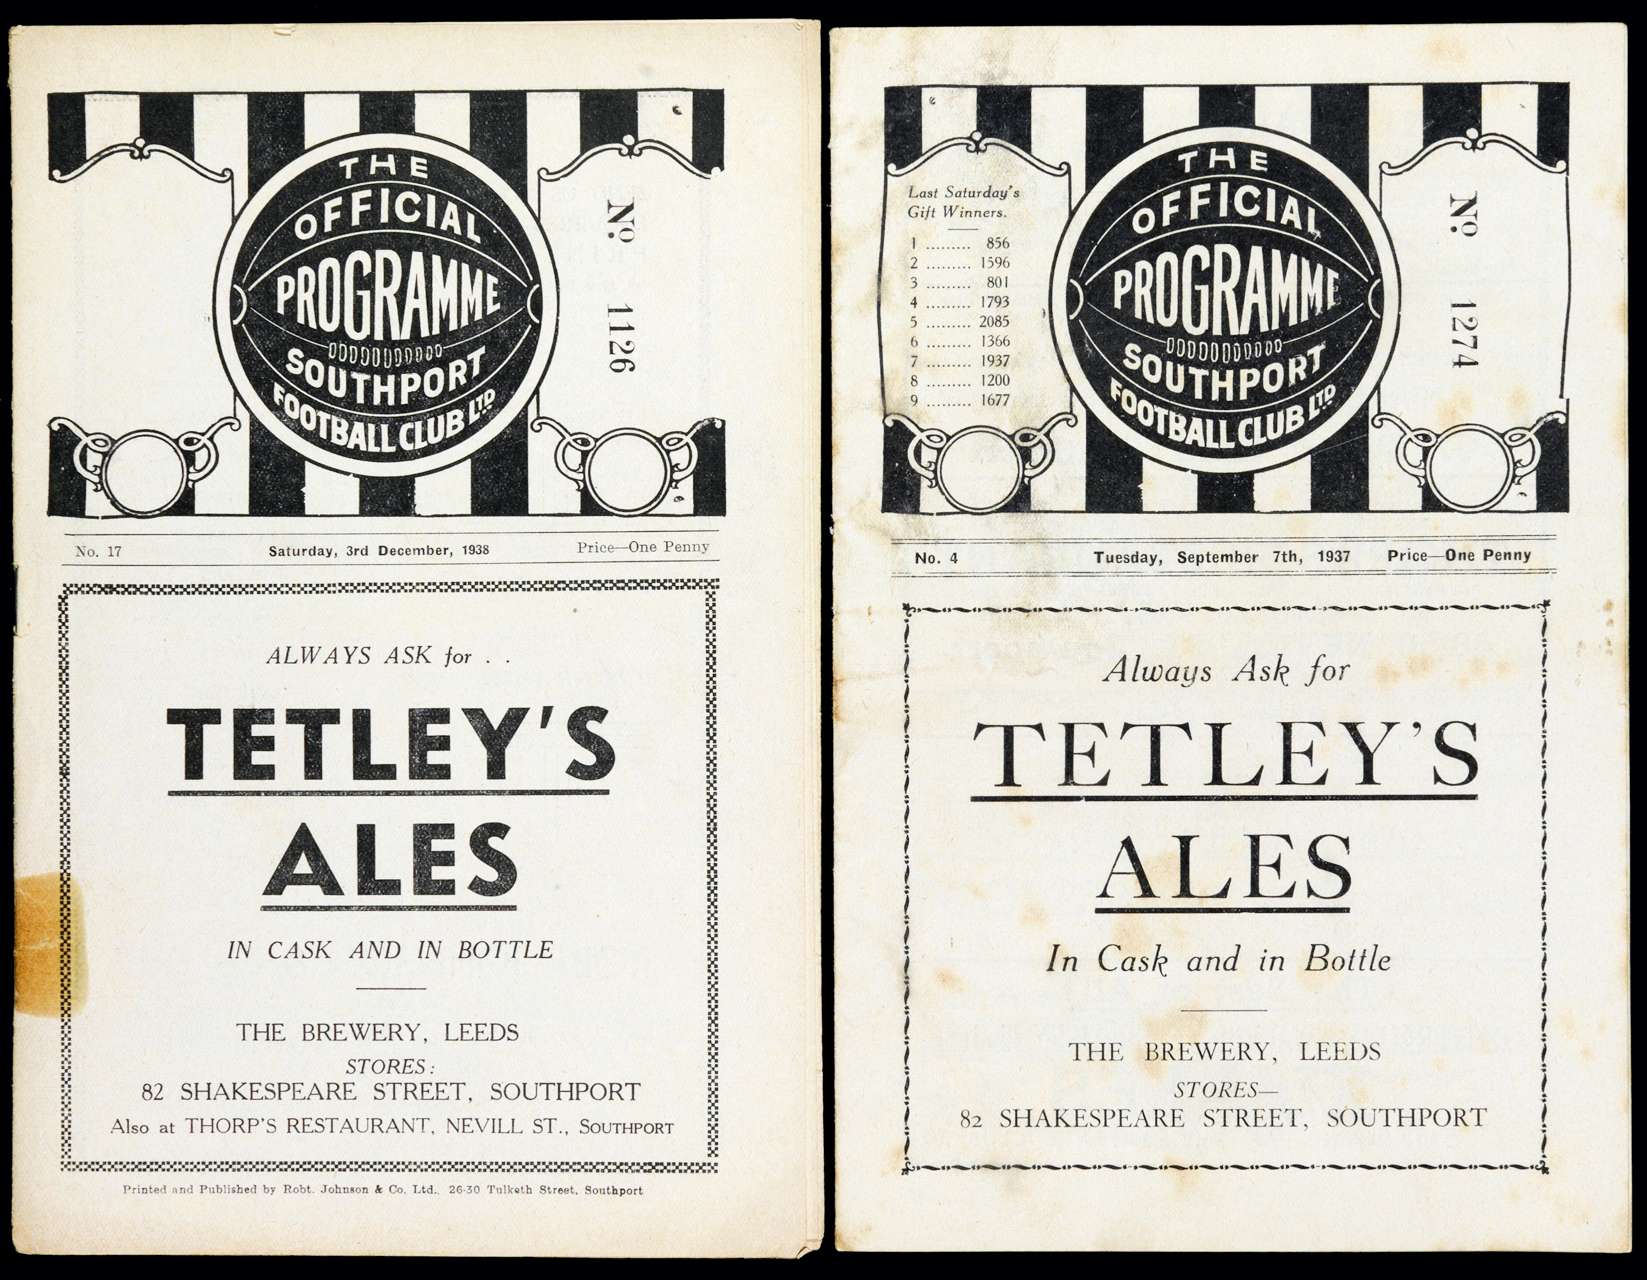 THE
OFFICIAL
PROGRAMME
SOUTHPORT
FOOTBALL CLUB LTD
No. 1126
No. 17 Saturday, 3rd December, 1938 Price—One Penny
ALWAYS ASK for . .
TETLEY'S
ALES
IN CASK AND IN BOTTLE
THE BREWERY, LEEDS
STORES:
82 SHAKESPEARE STREET, SOUTHPORT
Also at THORP'S RESTAURANT, NEVILL ST., SOUTHPORT
Printed and Published by Robt. Johnson & Co. Ltd., 26-30 Tulketh Street, Southport
Last Saturday's
Gift Winners.
1 ......... 856
2 ......... 1596
3 ......... 801
4 ......... 1793
5 ......... 2085
6 ......... 1366
7 ......... 1937
8 ......... 1200
9 ......... 1677
THE
OFFICIAL
PROGRAMME
SOUTHPORT
FOOTBALL CLUB LTD
No. 1274
No. 4 Tuesday, September 7th, 1937 Price—One Penny
Always Ask for
TETLEY'S
ALES
In Cask and in Bottle
THE BREWERY, LEEDS
STORES—
82 SHAKESPEARE STREET, SOUTHPORT